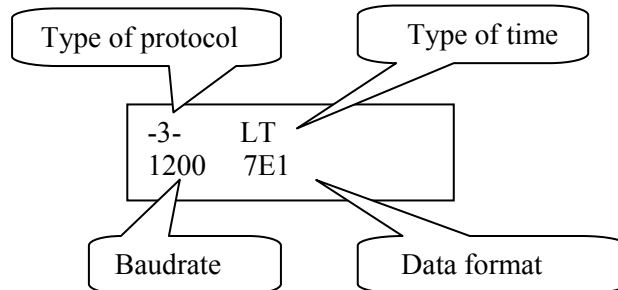 Type of protocol
Type of time
-3- LT
1200 7E1
Baudrate
Data format